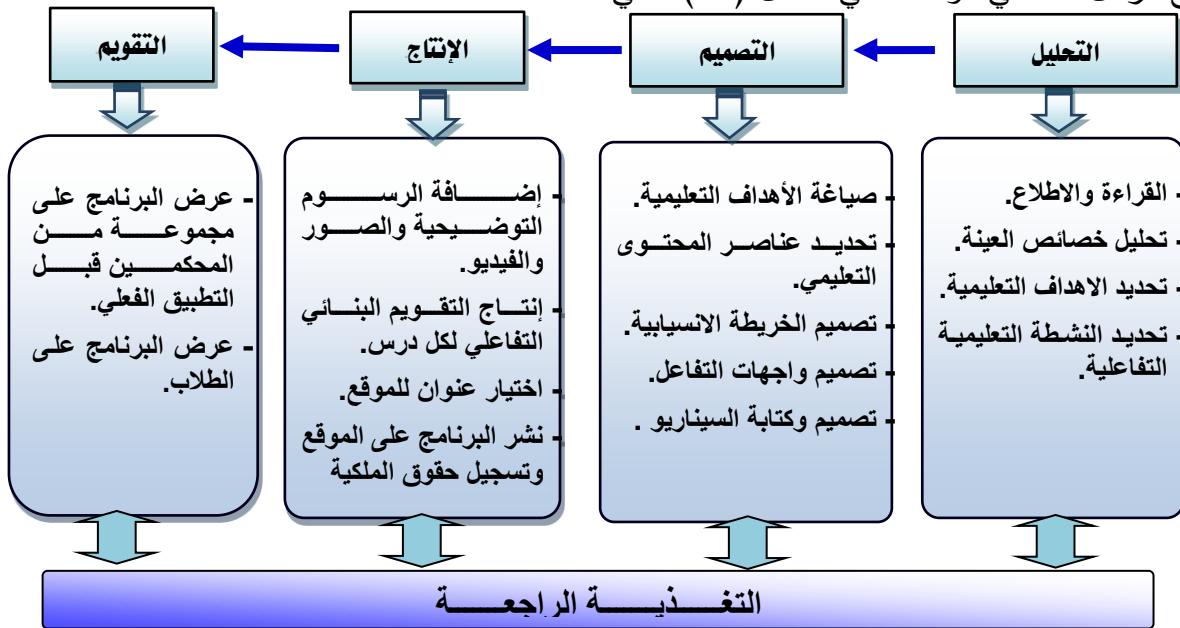 التحليل
التصميم
الإنتاج
التقويم
- القراءة والاطلاع.
- تحليل خصائص العينة.
- تحديد الاهداف التعليمية.
- تحديد النشطة التعليمية
التفاعلية.
- صياغة الأهداف التعليمية.
- تحديد عناصر المحتوى
التعليمي.
- تصميم الخريطة الانسيابية.
- تصميم واجهات التفاعل.
- تصميم وكتابة السيناريو .
- إضافة الرسوم
التوضيحية والصور
والفيديو.
- إنتاج التقويم البنائي
التفاعلي لكل درس.
- اختيار عنوان للموقع.
- نشر البرنامج على الموقع
وتسجيل حقوق الملكية
- عرض البرنامج على
مجموعة من
المحكمين قبل
التطبيق الفعلي.
- عرض البرنامج على
الطلاب.
التغذية الراجعة